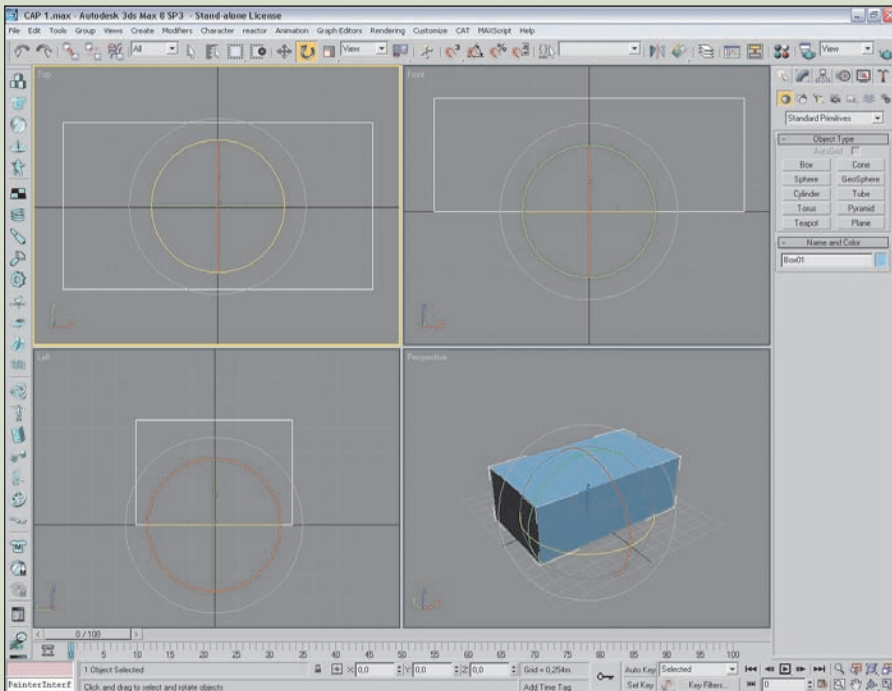 CAP 1.max - Autodesk 3ds Max 8 SP3 - Stand-alone License
File Edit Tools Group Views Create Modifiers Character reactor Animation Graph Editors Rendering Customize CAT MAXScript Help
All View View
Top
Front
Left
Perspective
Standard Primitives
- Object Type
AutoGrid
Box Cone
Sphere GeoSphere
Cylinder Tube
Torus Pyramid
Teapot Plane
- Name and Color
Box01
< 0 / 100 >
0 5 10 15 20 25 30 35 40 45 50 55 60 65 70 75 80 85 90 95 100
1 Object Selected X: 0,0 Y: 0,0 Z: 0,0 Grid = 0,254m Auto Key Selected
PainterInterf Click and drag to select and rotate objects Add Time Tag Set Key Key Filters... 0